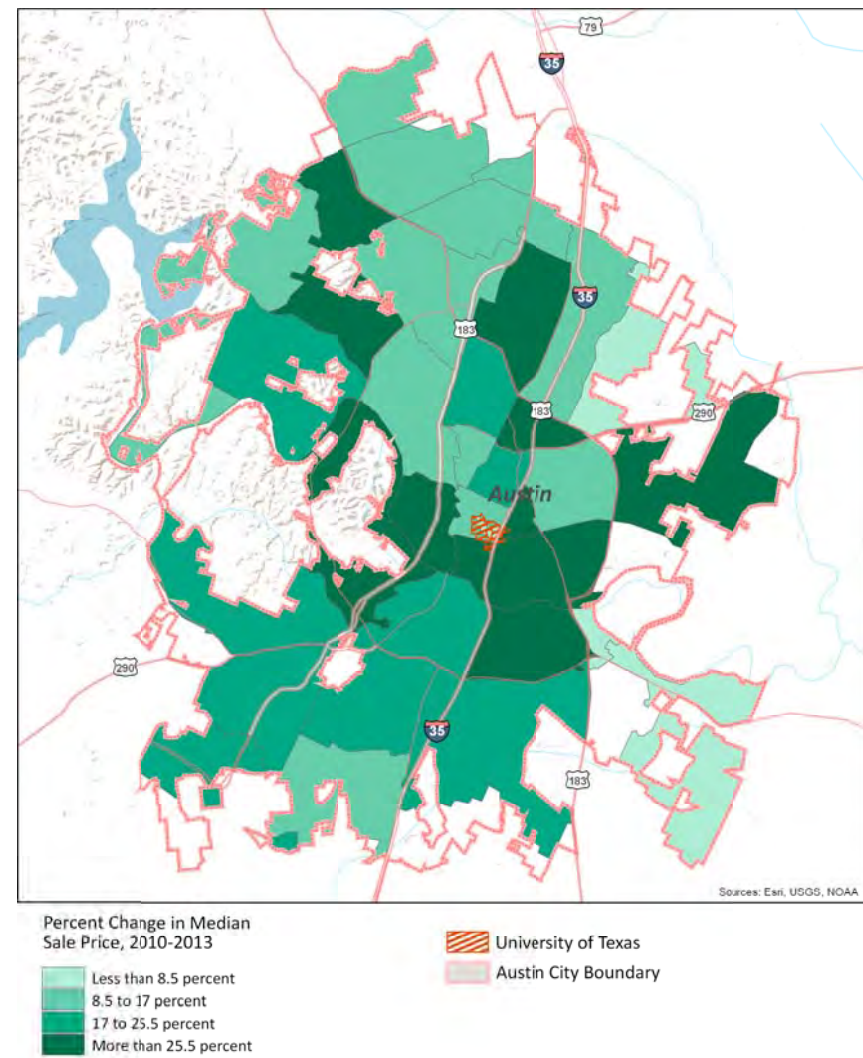 79
35
35
183
183
290
Austin
290
35
183
Sources: Esri, USGS, NOAA
Percent Change in Median
Sale Price, 2010-2013
Less than 8.5 percent
8.5 to 17 percent
17 to 25.5 percent
More than 25.5 percent
University of Texas
Austin City Boundary